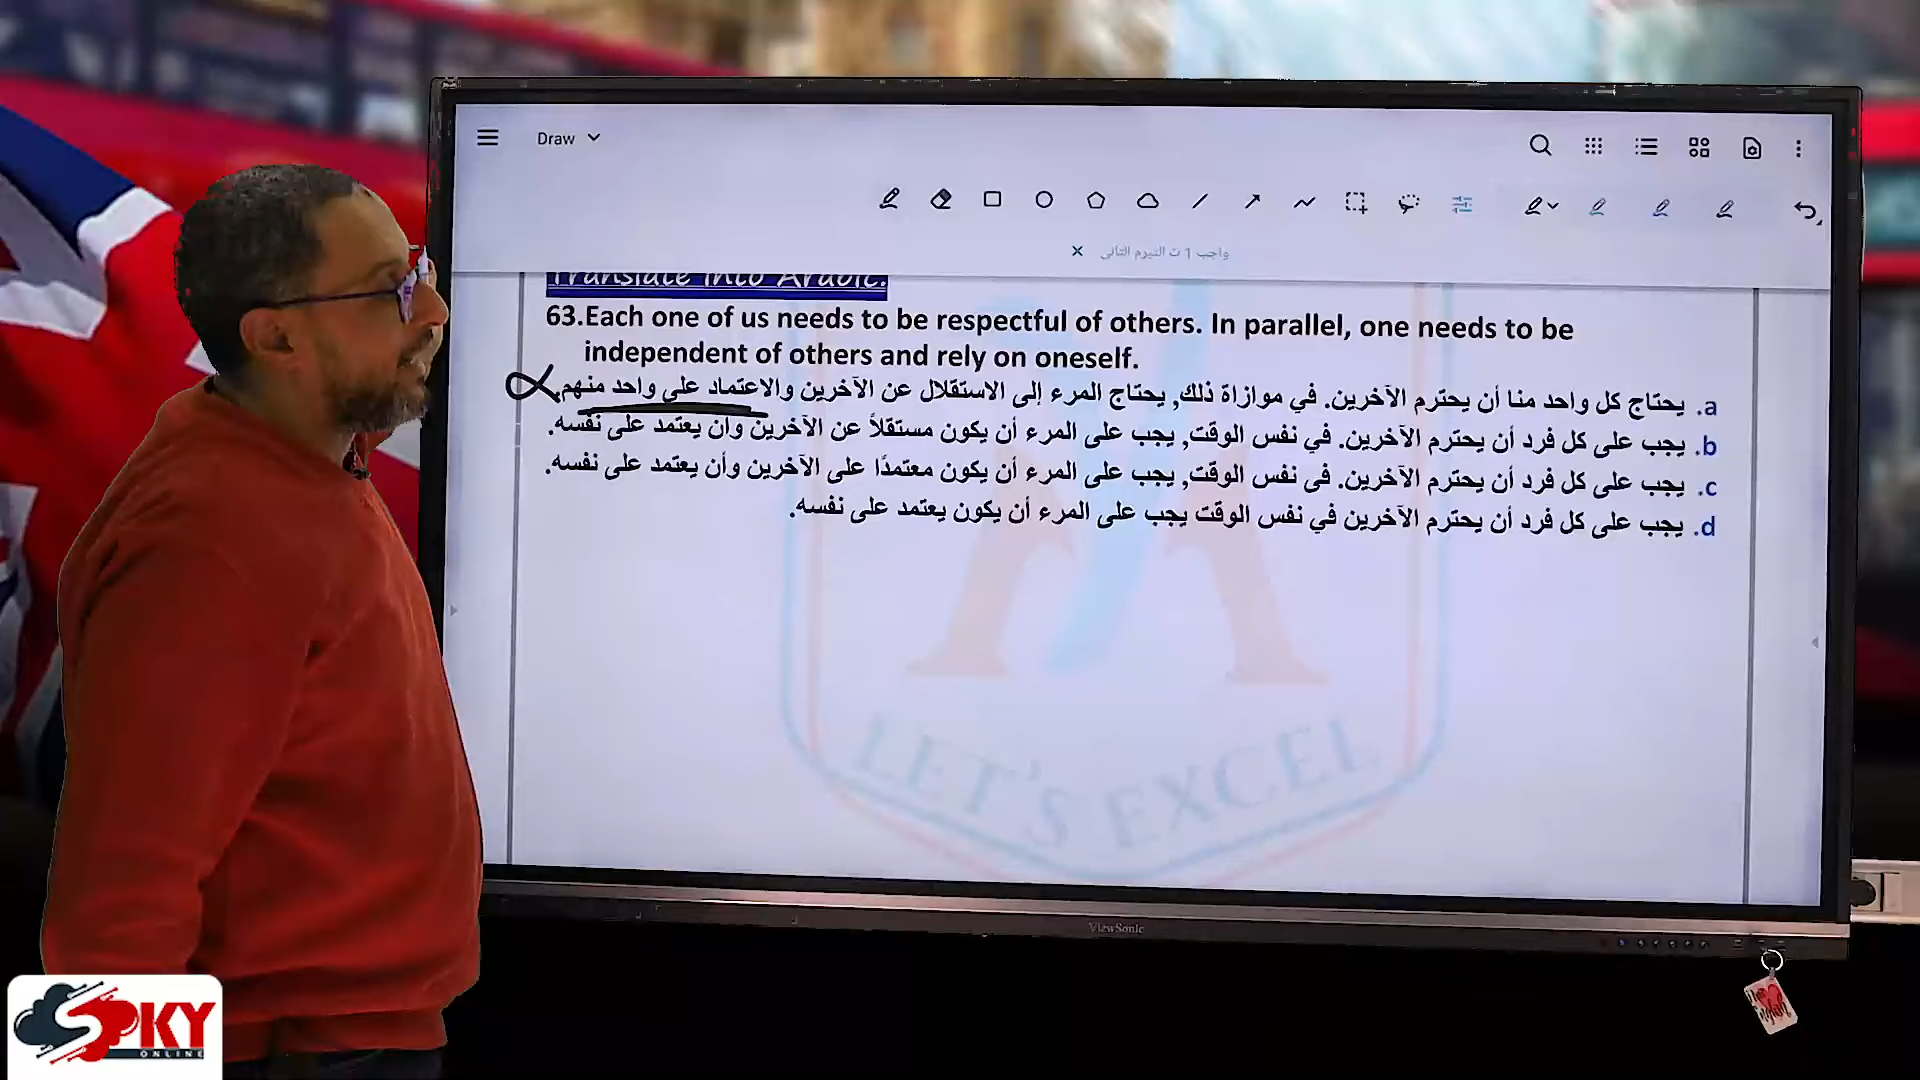 Draw
واجب 1 ث التيرم الثانى
Translate into Arabic:
63.Each one of us needs to be respectful of others. In parallel, one needs to be
independent of others and rely on oneself.
a. يحتاج كل واحد منا أن يحترم الآخرين. في موازاة ذلك, يحتاج المرء إلى الاستقلال عن الآخرين والاعتماد على واحد منهم.
b. يجب على كل فرد أن يحترم الآخرين. في نفس الوقت, يجب على المرء أن يكون مستقلاً عن الآخرين وأن يعتمد على نفسه.
c. يجب على كل فرد أن يحترم الآخرين. فى نفس الوقت, يجب على المرء أن يكون معتمدًا على الآخرين وأن يعتمد على نفسه.
d. يجب على كل فرد أن يحترم الآخرين في نفس الوقت يجب على المرء أن يكون يعتمد على نفسه.
LET'S EXCEL
ViewSonic
SPKY
ONLINE